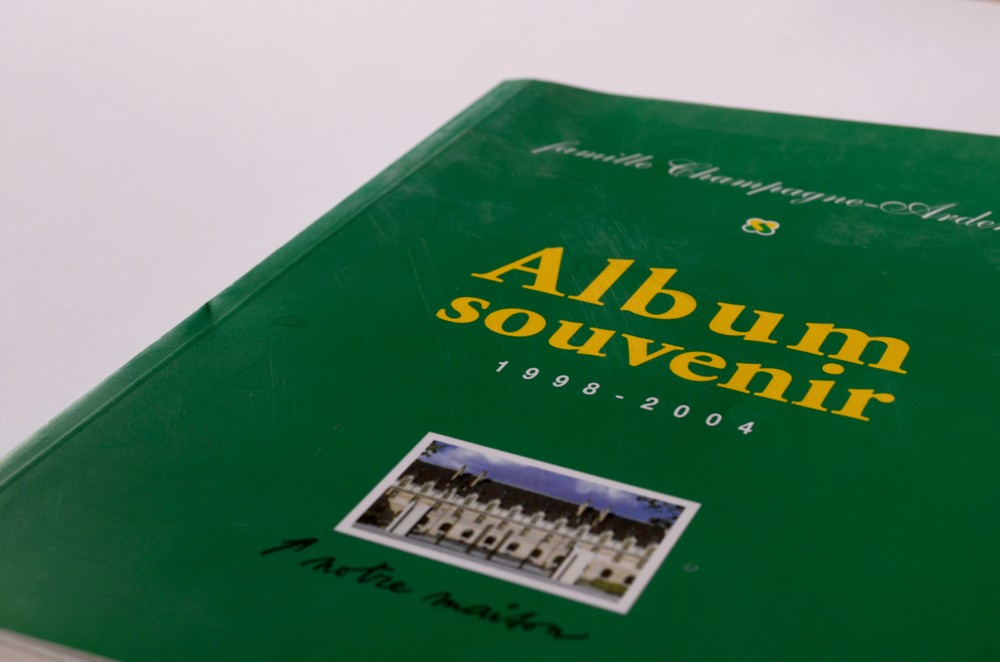 famille Champagne-Arden
Album
souvenir
1998-2004
notre maison